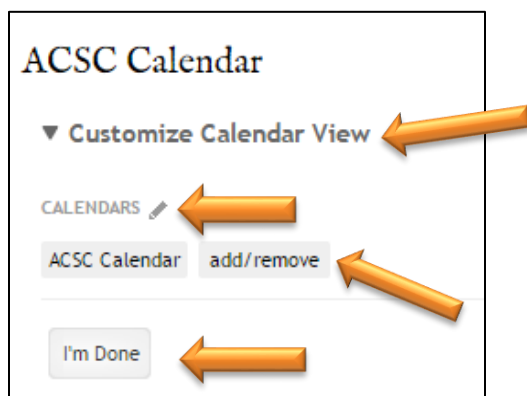 ACSC Calendar
▼ Customize Calendar View
CALENDARS
ACSC Calendar add/remove
I'm Done